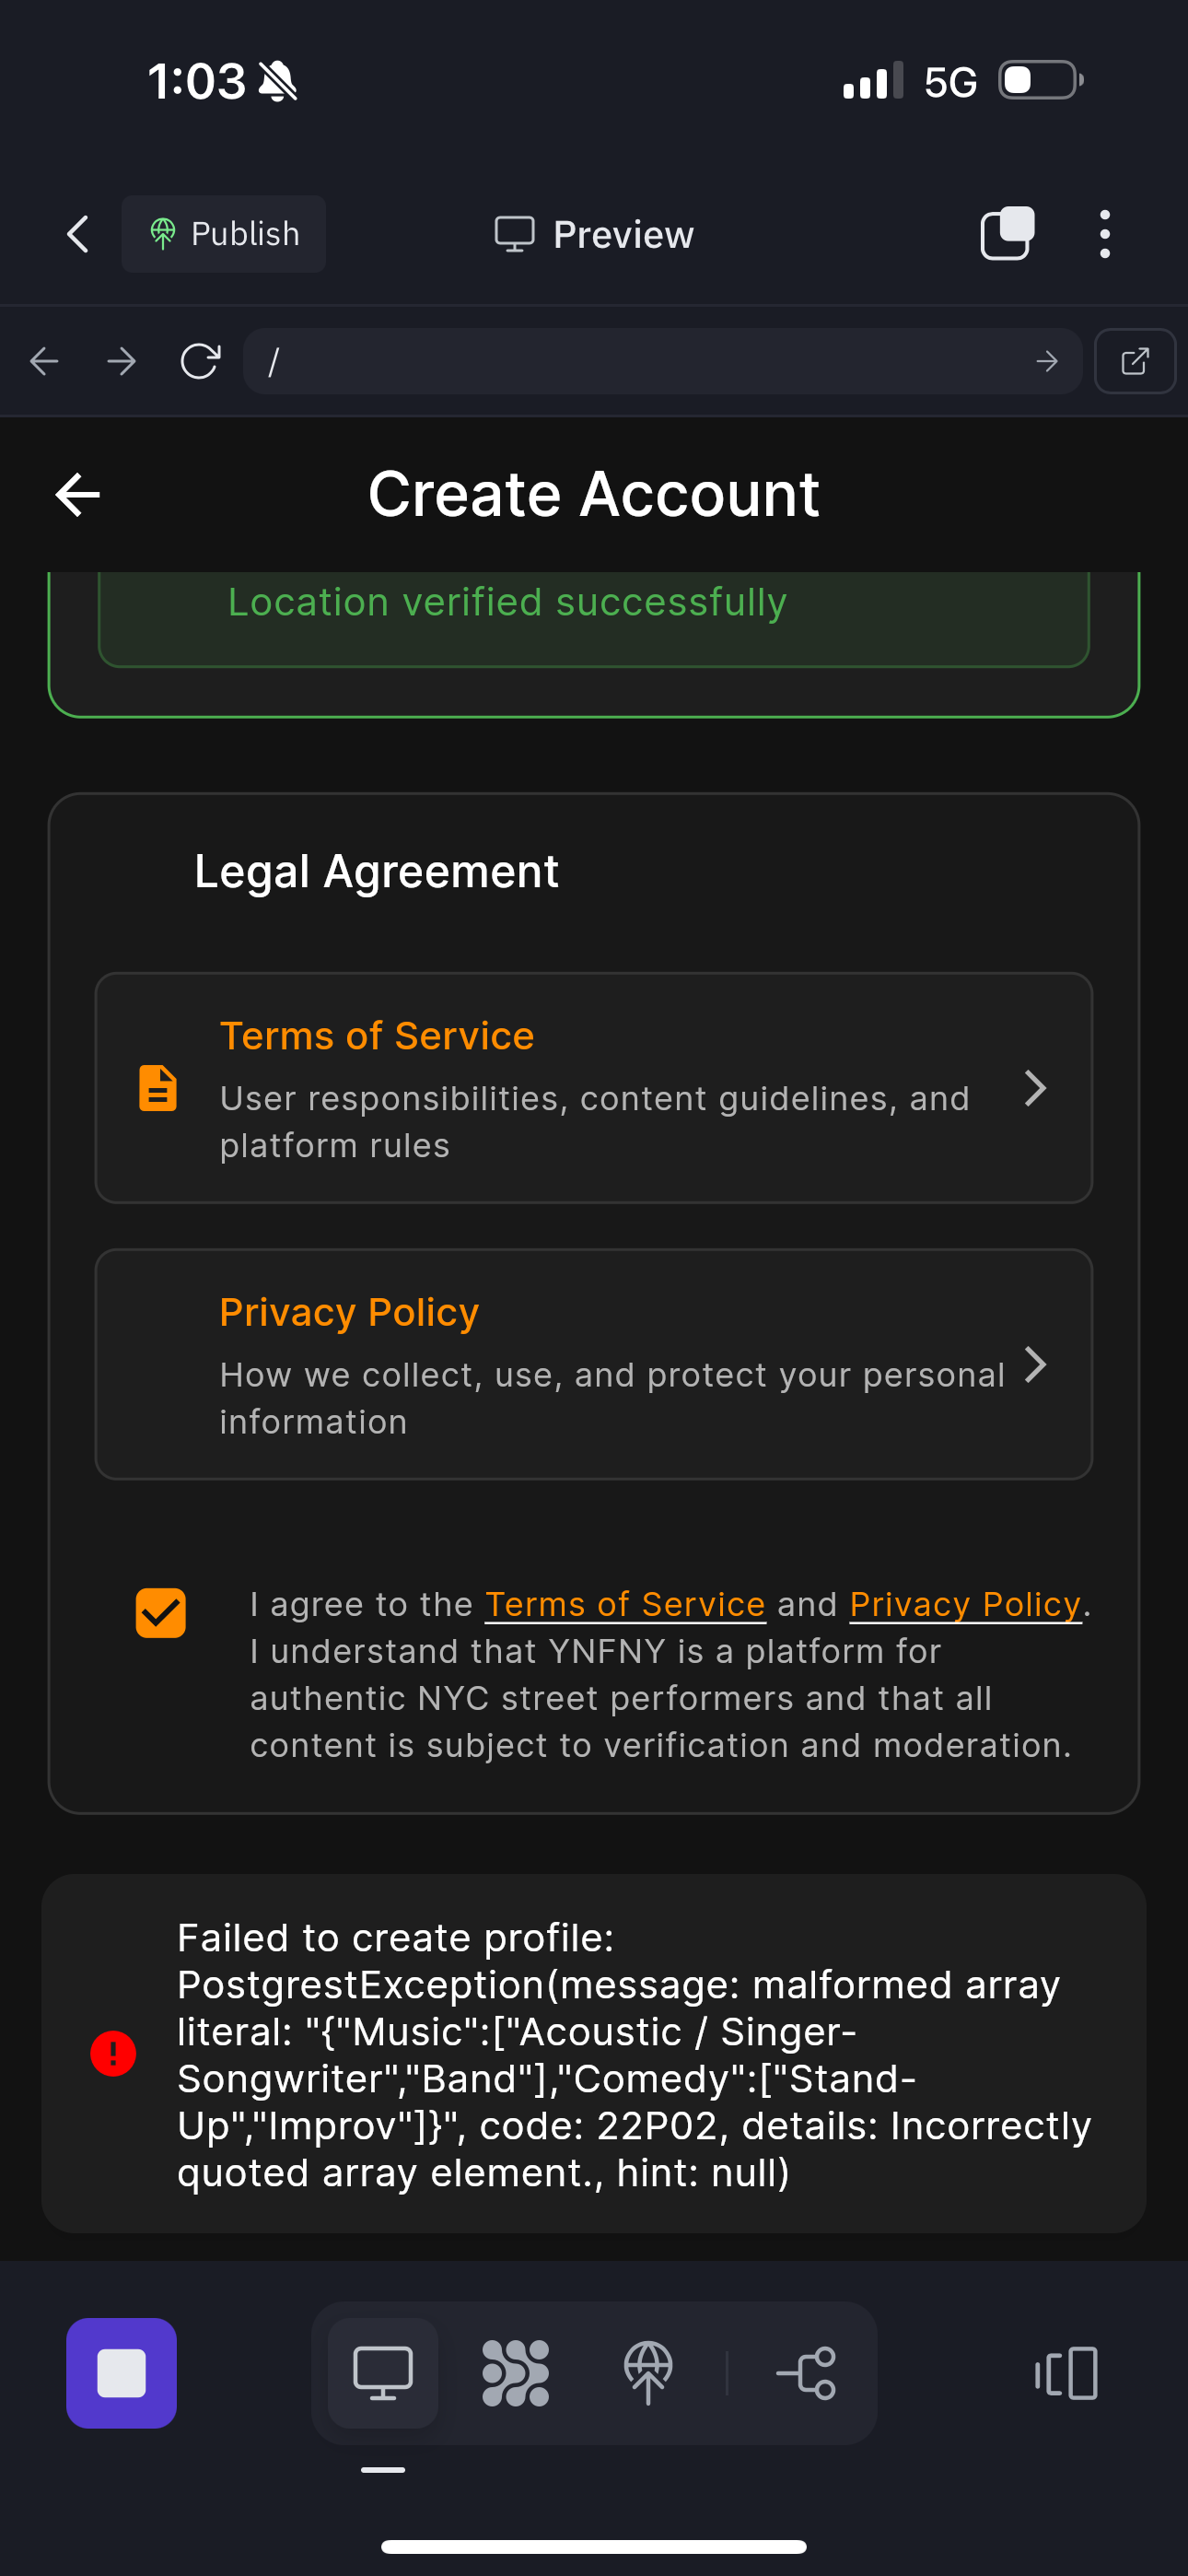 1:03
5G
Publish
Preview
/
Create Account
Location verified successfully
Legal Agreement
Terms of Service
User responsibilities, content guidelines, and
platform rules
Privacy Policy
How we collect, use, and protect your personal
information
I agree to the Terms of Service and Privacy Policy.
I understand that YNFNY is a platform for
authentic NYC street performers and that all
content is subject to verification and moderation.
Failed to create profile:
PostgrestException(message: malformed array
literal: "{"Music":["Acoustic / Singer-
Songwriter","Band"],"Comedy":["Stand-
Up","Improv"]}", code: 22P02, details: Incorrectly
quoted array element., hint: null)